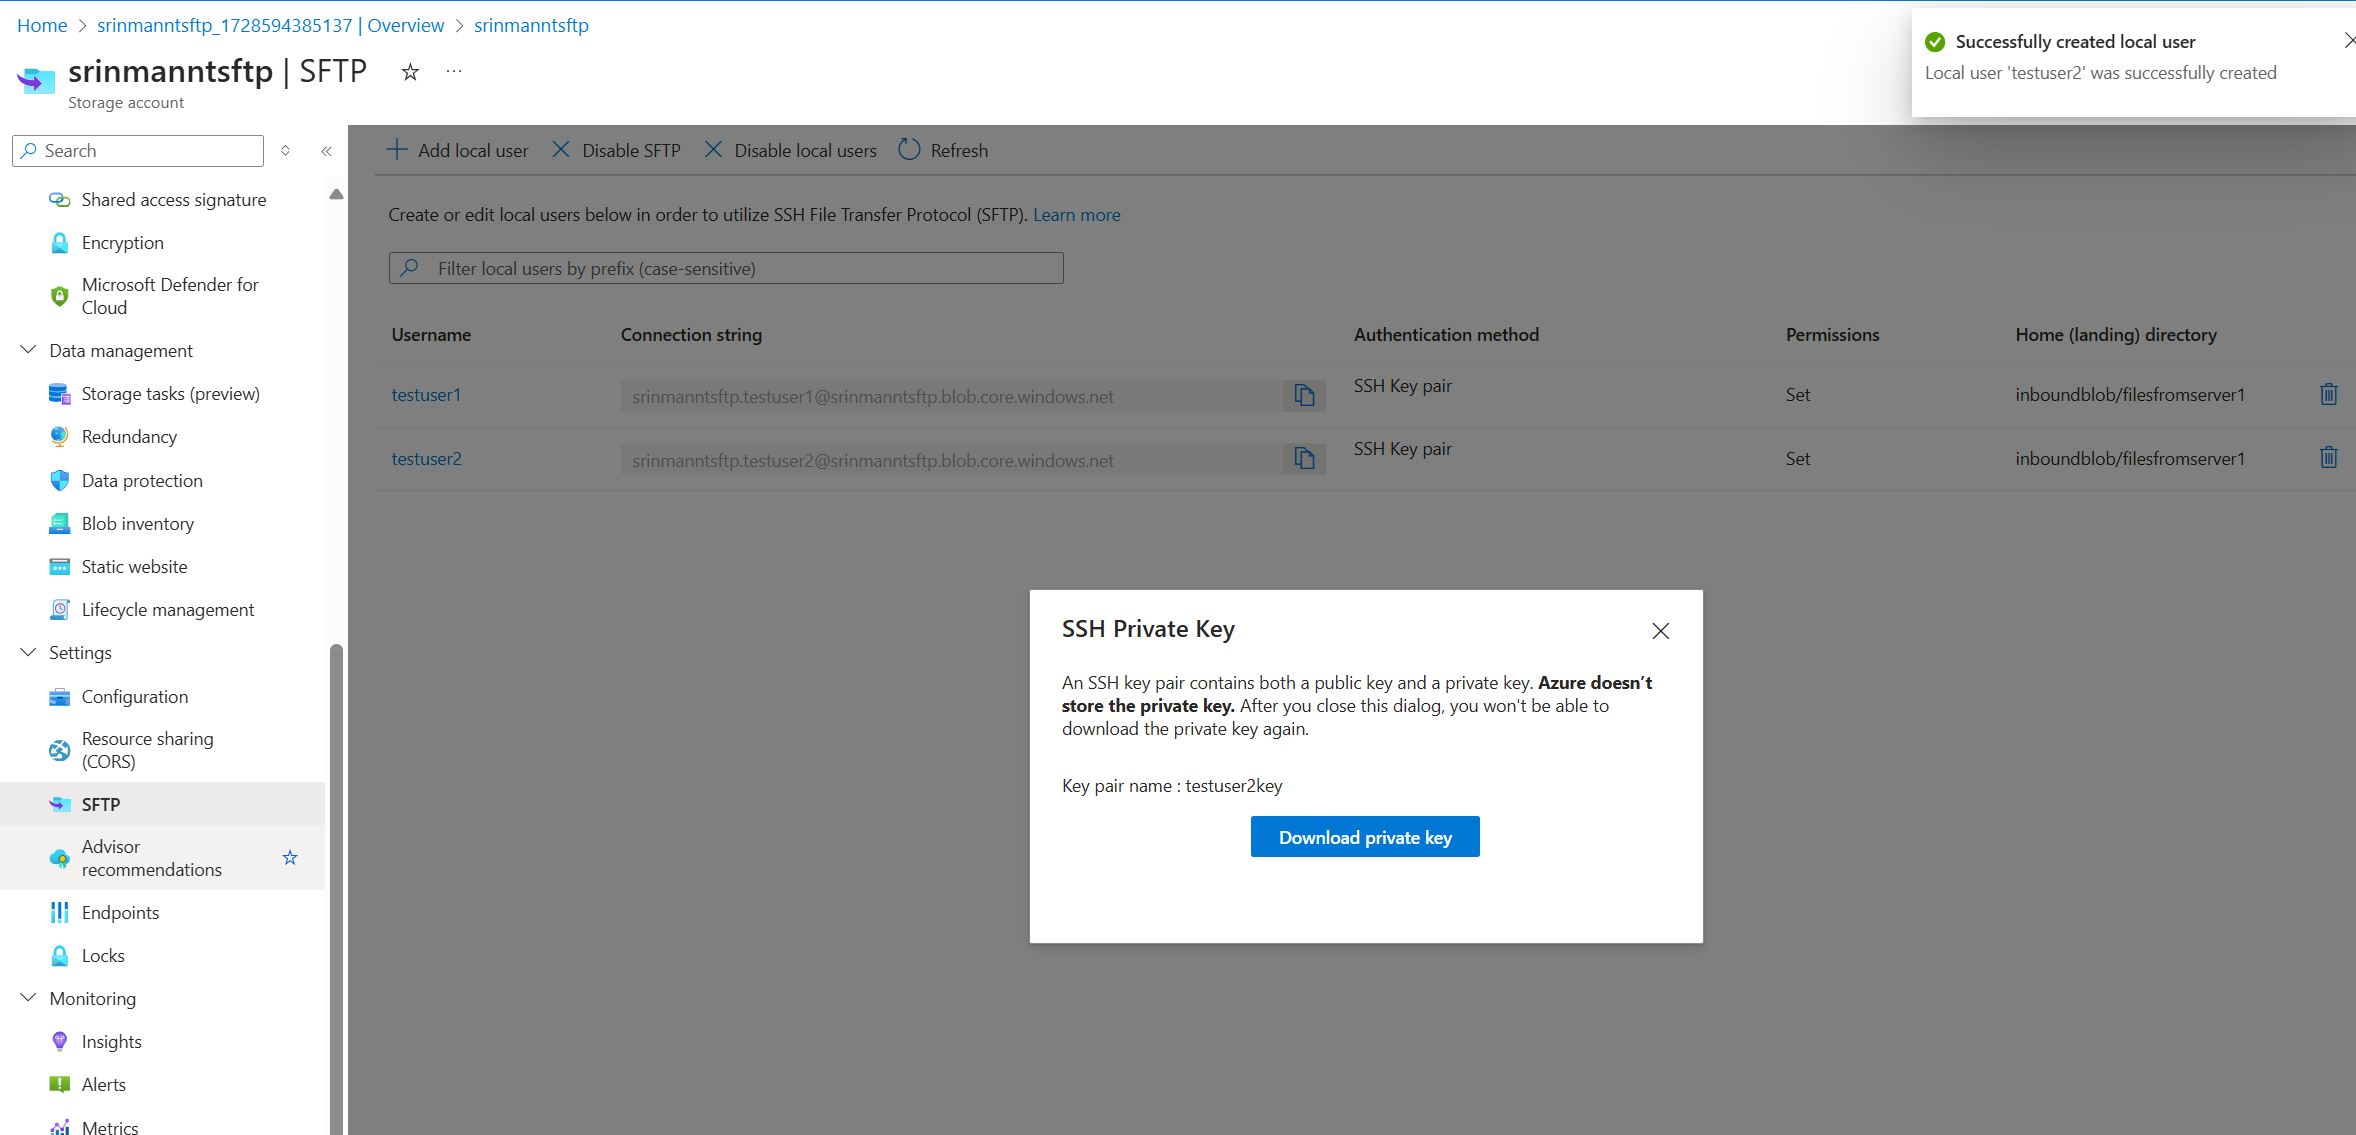 Home > srinmanntsftp_1728594385137 | Overview > srinmanntsftp
srinmanntsftp | SFTP
Storage account
Successfully created local user
Local user 'testuser2' was successfully created
Search
Shared access signature
Encryption
Microsoft Defender for
Cloud
Data management
Storage tasks (preview)
Redundancy
Data protection
Blob inventory
Static website
Lifecycle management
Settings
Configuration
Resource sharing
(CORS)
SFTP
Advisor
recommendations
Endpoints
Locks
Monitoring
Insights
Alerts
Metrics
Add local user Disable SFTP Disable local users Refresh
Create or edit local users below in order to utilize SSH File Transfer Protocol (SFTP). Learn more
Filter local users by prefix (case-sensitive)
Username Connection string Authentication method Permissions Home (landing) directory
testuser1 srinmanntsftp.testuser1@srinmanntsftp.blob.core.windows.net SSH Key pair Set inboundblob/filesfromserver1
testuser2 srinmanntsftp.testuser2@srinmanntsftp.blob.core.windows.net SSH Key pair Set inboundblob/filesfromserver1
SSH Private Key
An SSH key pair contains both a public key and a private key. Azure doesn’t
store the private key. After you close this dialog, you won't be able to
download the private key again.
Key pair name : testuser2key
Download private key